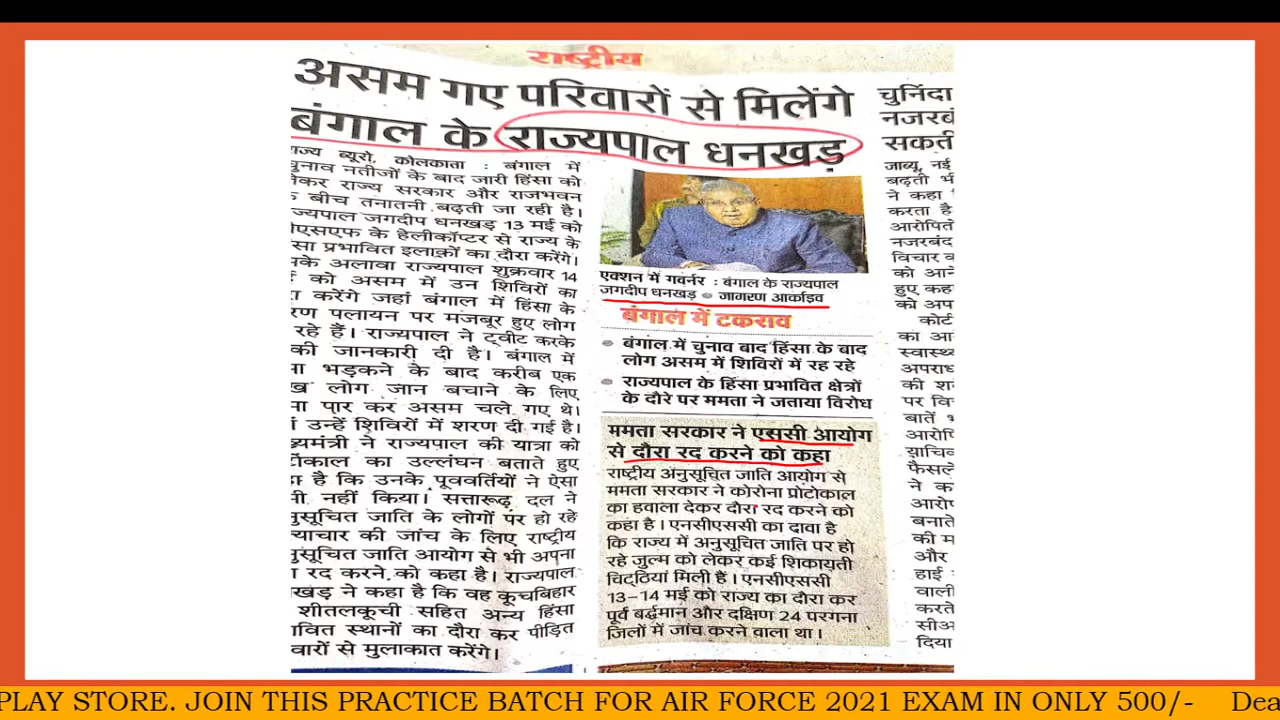 राष्ट्रीय
असम गए परिवारों से मिलेंगे
बंगाल के राज्यपाल धनखड़
राज्य ब्यूरो, कोलकाता : बंगाल में
चुनाव नतीजों के बाद जारी हिंसा को
लेकर राज्य सरकार और राजभवन
के बीच तनातनी बढ़ती जा रही है।
ज्यपाल जगदीप धनखड़ 13 मई को
एसएफ के हेलीकॉप्टर से राज्य के
सा प्रभावित इलाक़ों का दौरा करेंगे।
के अलावा राज्यपाल शुक्रवार 14
को असम में उन शिविरों का
करेंगे जहां बंगाल में हिंसा के
रण पलायन पर मजबूर हुए लोग
रहे हैं। राज्यपाल ने ट्वीट करके
की जानकारी दी है। बंगाल में
भड़कने के बाद करीब एक
लोग जान बचाने के लिए
पार कर असम चले गए थे।
उन्हें शिविरों में शरण दी गई है।
ख्यमंत्री ने राज्यपाल की यात्रा को
टोकाल का उल्लंघन बताते हुए
है कि उनके पूर्ववर्तियों ने ऐसा
नहीं किया। सत्तारूढ़ दल ने
नुसूचित जाति के लोगों पर हो रहे
याचार की जांच के लिए राष्ट्रीय
नुसूचित जाति आयोग से भी अपना
रद करने को कहा है। राज्यपाल
खड़ ने कहा है कि वह कूचबिहार
शीतलकूची सहित अन्य हिंसा
भावित स्थानों का दौरा कर पीड़ित
वारों से मुलाकात करेंगे।
एक्शन में गवर्नर : बंगाल के राज्यपाल
जगदीप धनखड़ ● जागरण आर्काइव
बंगाल में टकराव
● बंगाल में चुनाव बाद हिंसा के बाद
लोग असम में शिविरों में रह रहे
● राज्यपाल के हिंसा प्रभावित क्षेत्रों
के दौरे पर ममता ने जताया विरोध
ममता सरकार ने एससी आयोग
से दौरा रद करने को कहा
राष्ट्रीय अनुसूचित जाति आयोग से
ममता सरकार ने कोरोना प्रोटोकाल
का हवाला देकर दौरा रद करने को
कहा है। एनसीएससी का दावा है
कि राज्य में अनुसूचित जाति पर हो
रहे जुल्म को लेकर कई शिकायती
चिट्ठियां मिली हैं। एनसीएससी
13-14 मई को राज्य का दौरा कर
पूर्व बर्द्धमान और दक्षिण 24 परगना
जिलों में जांच करने वाला था।
चुनिंदा
नजरबं
सकती
जाब्यू, नई
बढ़ती भी
ने कहा
करता है
आरोपित
नजरबंद
विचार ब
को आने
हुए कह
को अप
कोर्ट
का आ
स्वास्थ्य
अपराध
की श
पर वि
बातें
आरोपि
याचिव
फैसले
ने क
आरोप
बनाते
की म
और
हाई
वाली
करते
सीअ
दिया
PLAY STORE. JOIN THIS PRACTICE BATCH FOR AIR FORCE 2021 EXAM IN ONLY 500/- Dea